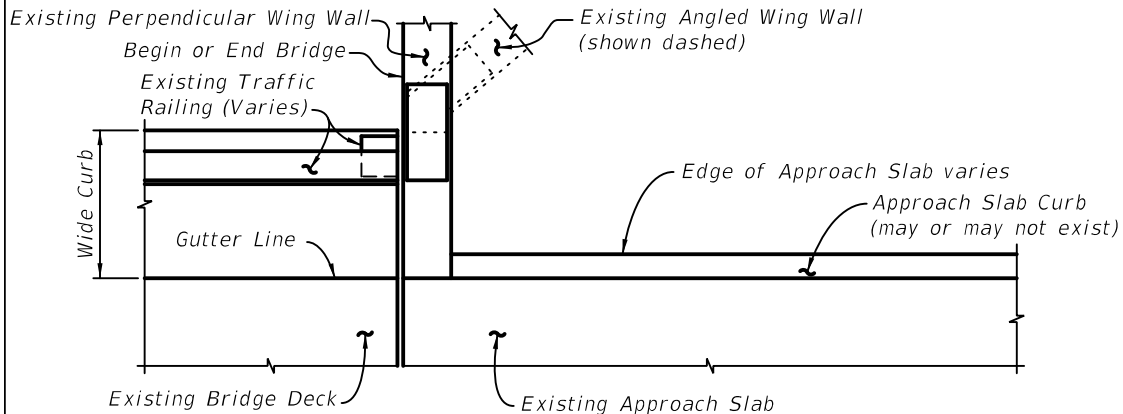 Existing Perpendicular Wing Wall
Begin or End Bridge
Existing Traffic
Railing (Varies)
Existing Angled Wing Wall
(shown dashed)
Wide Curb
Gutter Line
Edge of Approach Slab varies
Approach Slab Curb
(may or may not exist)
Existing Bridge Deck
Existing Approach Slab